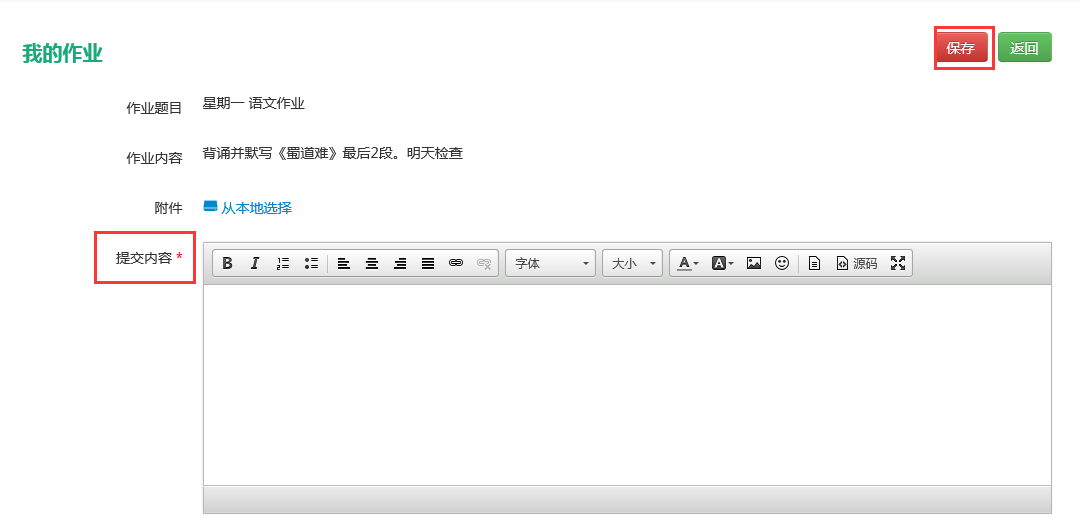 我的作业
保存 返回
作业题目 星期一 语文作业
作业内容 背诵并默写《蜀道难》最后2段。明天检查
附件 从本地选择
提交内容 *
B I 字体 大小 A A 源码